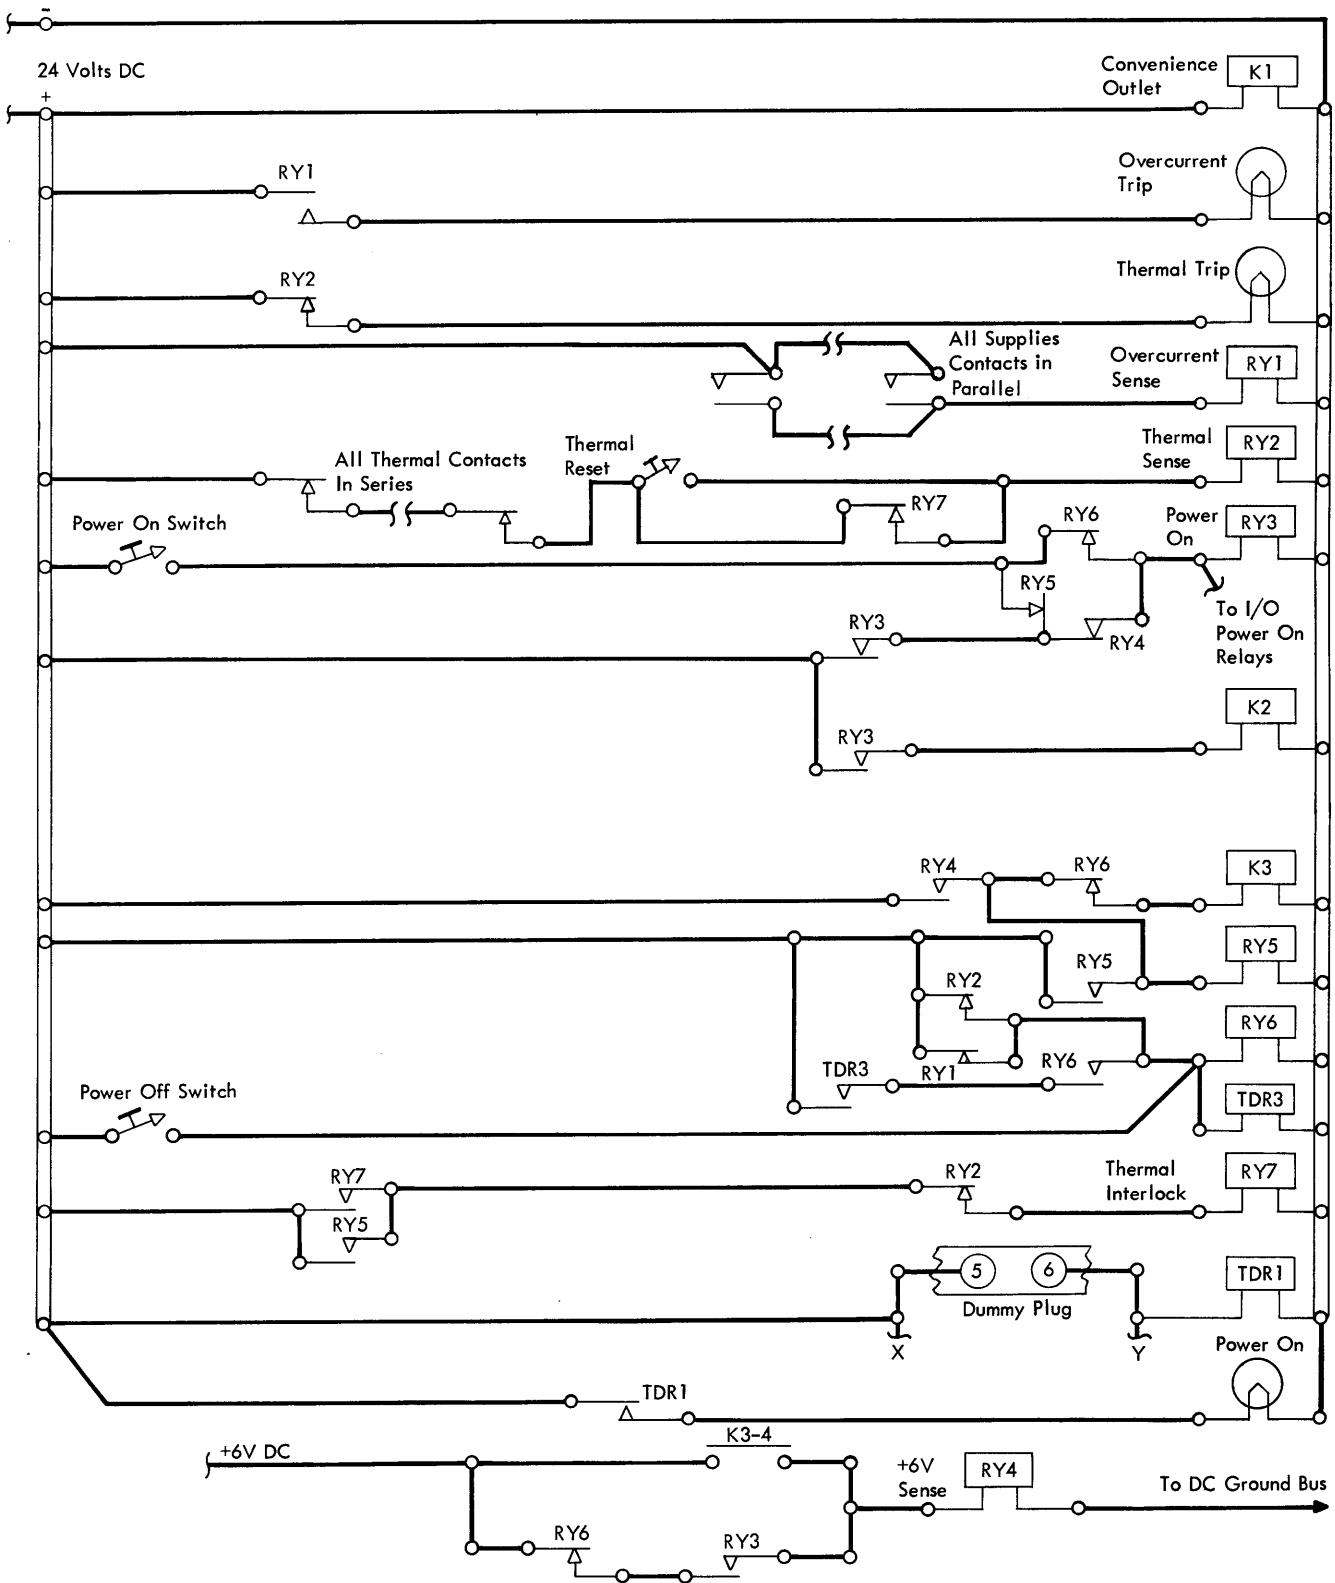 -
24 Volts DC
+
Convenience
Outlet
K1
RY1
Overcurrent
Trip
RY2
Thermal Trip
All Supplies
Contacts in
Parallel
Overcurrent
Sense
RY1
All Thermal Contacts
In Series
Thermal
Reset
RY7
Thermal
Sense
RY2
Power On Switch
RY6
Power
On
RY3
RY5
RY3
RY4
To I/O
Power On
Relays
RY3
K2
RY4
RY6
K3
RY5
RY5
RY2
RY6
TDR3
RY1
RY6
Power Off Switch
TDR3
RY7
RY5
RY2
Thermal
Interlock
RY7
5
6
Dummy Plug
TDR1
X
Y
Power On
TDR1
+6V DC
K3-4
+6V
Sense
RY4
To DC Ground Bus
RY6
RY3